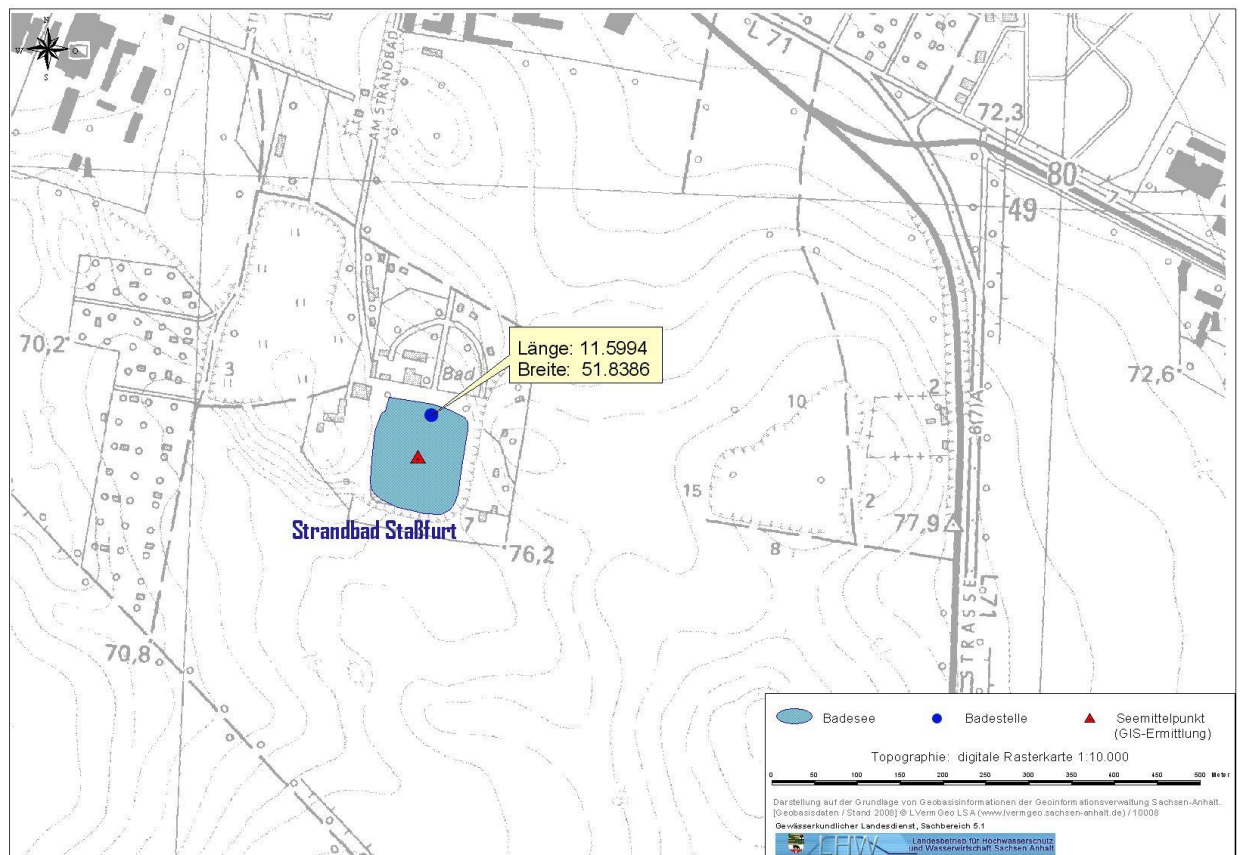 N
W O
S
L 71
AM STRANDBAD
72,3
80
49
70,2
3
Länge: 11.5994
Breite: 51.8386
Bad
72,6
10
2
15
2
77,9
8
7
Strandbad Staßfurt
76,2
70,8
STRASSE
L 71
Badesee
Badestelle
Seemittelpunkt
(GIS-Ermittlung)
Topographie: digitale Rasterkarte 1:10.000
0 50 100 150 200 250 300 350 400 450 500 Meter
Darstellung auf der Grundlage von Geobasisinformationen der Geoinformationsverwaltung Sachsen-Anhalt.
[Geobasisdaten / Stand 2008] © LVermGeo LSA (www.lvermgeo.sachsen-anhalt.de) / 10008
Gewässerkundlicher Landesdienst, Sachbereich 5.1
Landesbetrieb für Hochwasserschutz
und Wasserwirtschaft Sachsen Anhalt